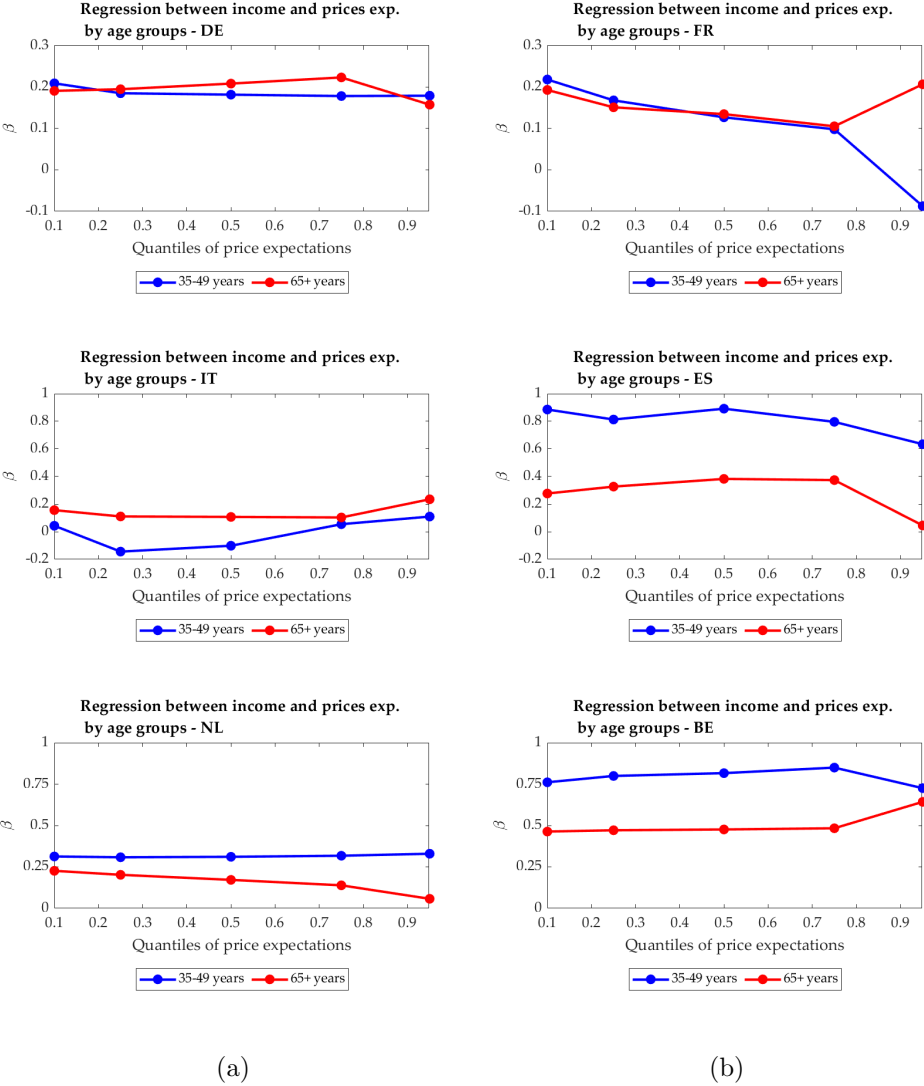 Regression between income and prices exp.
by age groups - DE
0.3
0.2
0.1
0
-0.1
β
0.1 0.2 0.3 0.4 0.5 0.6 0.7 0.8 0.9
Quantiles of price expectations
35-49 years 65+ years
Regression between income and prices exp.
by age groups - FR
0.3
0.2
0.1
0
-0.1
β
0.1 0.2 0.3 0.4 0.5 0.6 0.7 0.8 0.9
Quantiles of price expectations
35-49 years 65+ years
Regression between income and prices exp.
by age groups - IT
1
0.8
0.6
0.4
0.2
0
-0.2
β
0.1 0.2 0.3 0.4 0.5 0.6 0.7 0.8 0.9
Quantiles of price expectations
35-49 years 65+ years
Regression between income and prices exp.
by age groups - ES
1
0.8
0.6
0.4
0.2
0
-0.2
β
0.1 0.2 0.3 0.4 0.5 0.6 0.7 0.8 0.9
Quantiles of price expectations
35-49 years 65+ years
Regression between income and prices exp.
by age groups - NL
1
0.75
0.5
0.25
0
β
0.1 0.2 0.3 0.4 0.5 0.6 0.7 0.8 0.9
Quantiles of price expectations
35-49 years 65+ years
Regression between income and prices exp.
by age groups - BE
1
0.75
0.5
0.25
0
β
0.1 0.2 0.3 0.4 0.5 0.6 0.7 0.8 0.9
Quantiles of price expectations
35-49 years 65+ years
(a)
(b)